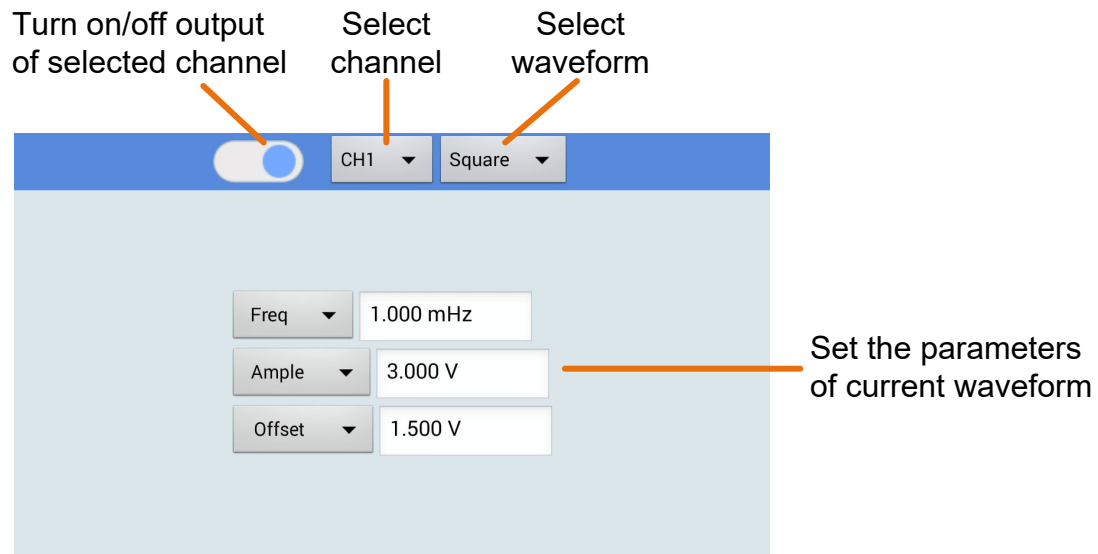 Turn on/off output
of selected channel
Select
channel
Select
waveform
CH1
Square
Freq
1.000 mHz
Ample
3.000 V
Offset
1.500 V
Set the parameters
of current waveform